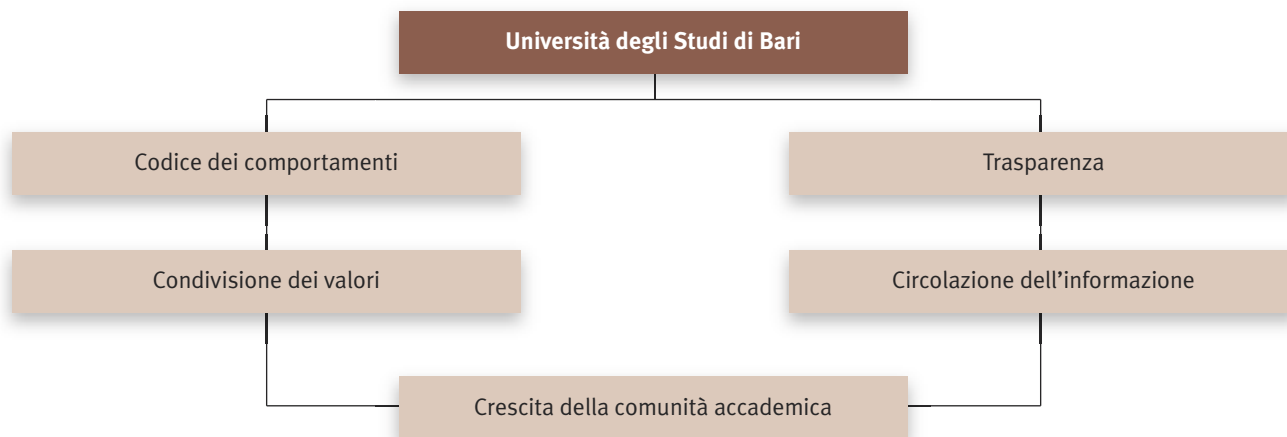 Università degli Studi di Bari
Codice dei comportamenti
Trasparenza
Condivisione dei valori
Circolazione dell’informazione
Crescita della comunità accademica